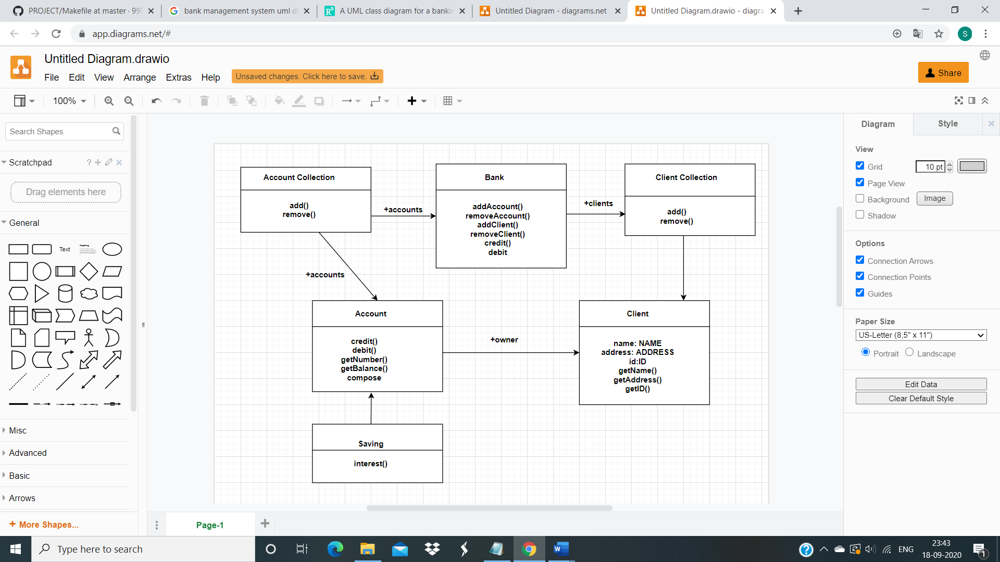 PROJECT/Makefile at master · 990
bank management system uml di
A UML class diagram for a bankin
Untitled Diagram - diagrams.net
Untitled Diagram.drawio - diagra
app.diagrams.net/#
S
Untitled Diagram.drawio
File Edit View Arrange Extras Help
Unsaved changes. Click here to save.
Share
100%
Search Shapes
Scratchpad
?
Drag elements here
General
Text
Heading
Misc
Advanced
Basic
Arrows
+ More Shapes...
Account Collection
add()
remove()
+accounts
Bank
addAccount()
removeAccount()
addClient()
removeClient()
credit()
debit
+clients
Client Collection
add()
remove()
+accounts
Account
credit()
debit()
getNumber()
getBalance()
compose
+owner
Client
name: NAME
address: ADDRESS
id:ID
getName()
getAddress()
getID()
Saving
interest()
Page-1
Diagram
Style
View
Grid
10 pt
Page View
Background
Image
Shadow
Options
Connection Arrows
Connection Points
Guides
Paper Size
US-Letter (8,5" x 11")
Portrait
Landscape
Edit Data
Clear Default Style
Type here to search
ENG
23:43
18-09-2020
1